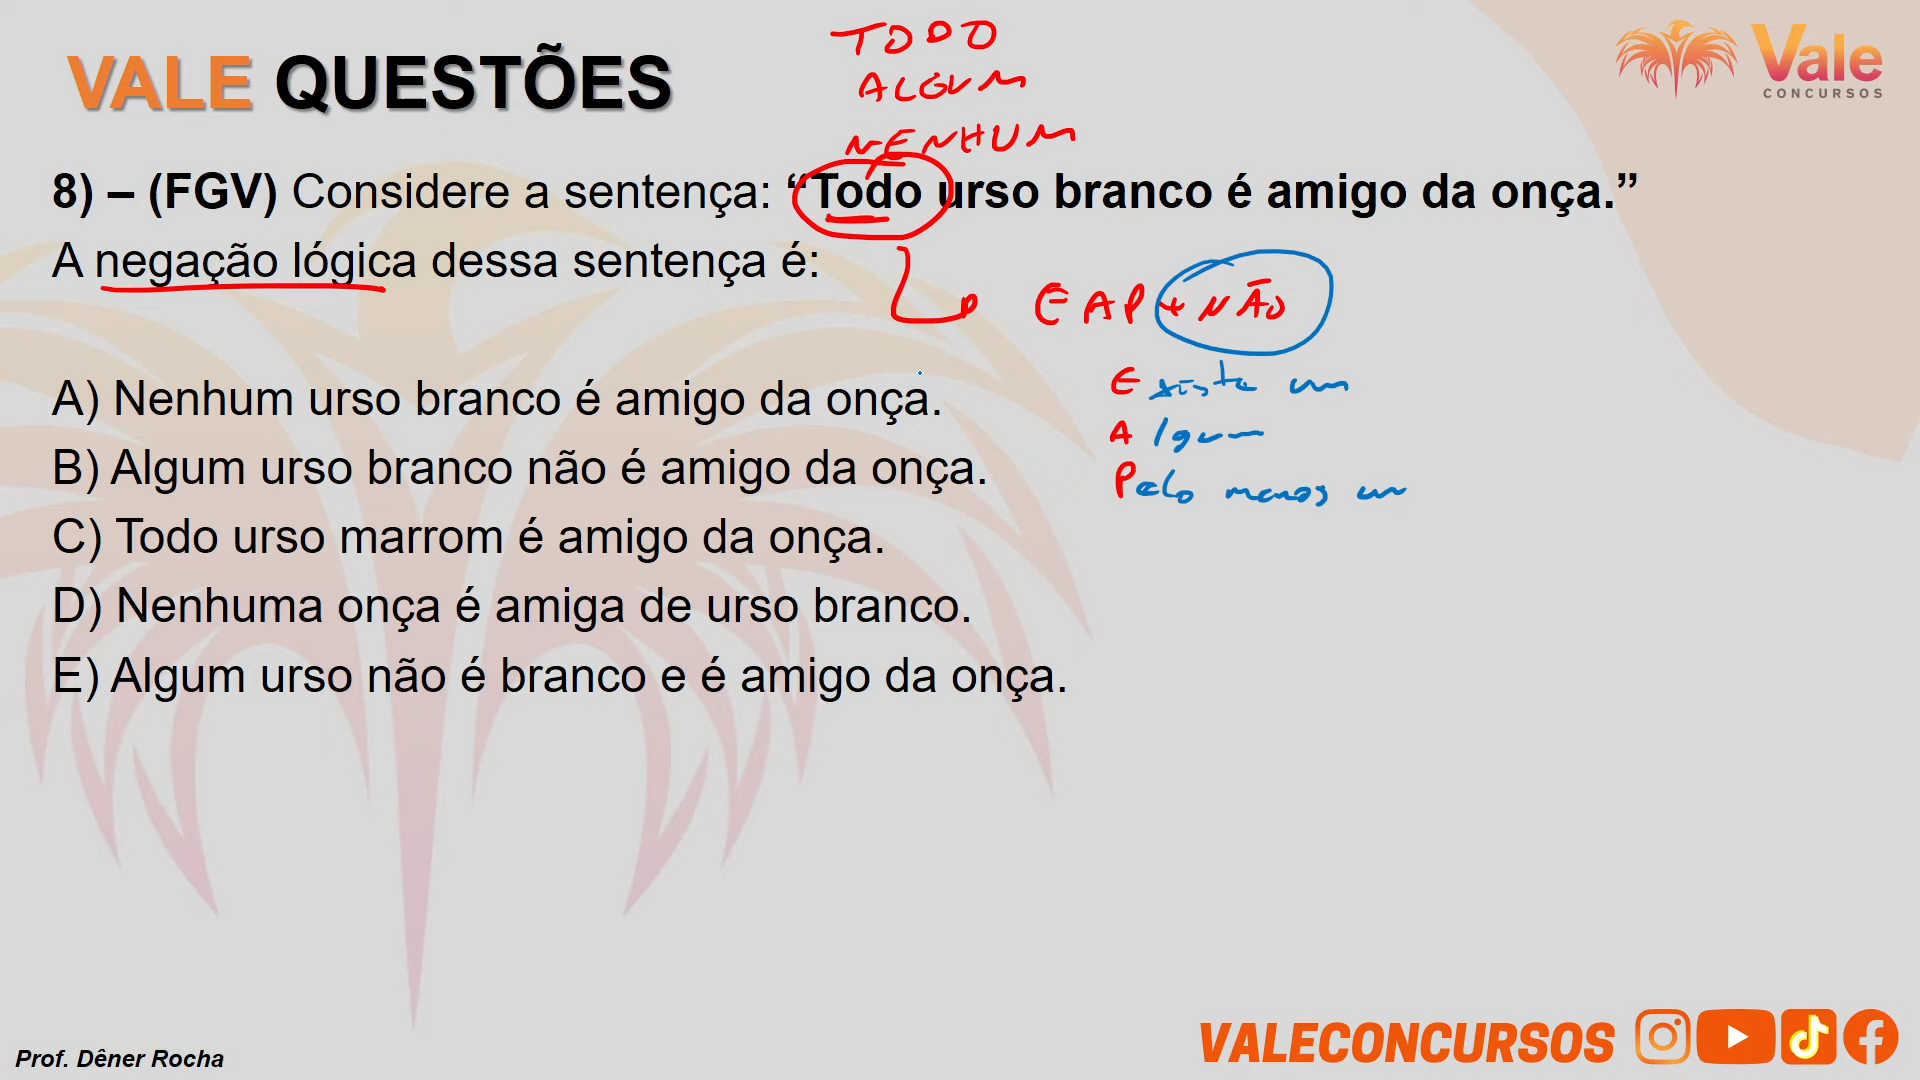 TODO
ALGUM
NENHUM
VALE QUESTÕES
Vale
CONCURSOS
8) – (FGV) Considere a sentença: “Todo urso branco é amigo da onça.”
A negação lógica dessa sentença é:
EAP + NÃO
Existe um
Algum
Pelo menos um
A) Nenhum urso branco é amigo da onça.
B) Algum urso branco não é amigo da onça.
C) Todo urso marrom é amigo da onça.
D) Nenhuma onça é amiga de urso branco.
E) Algum urso não é branco e é amigo da onça.
Prof. Dêner Rocha
VALECONCURSOS